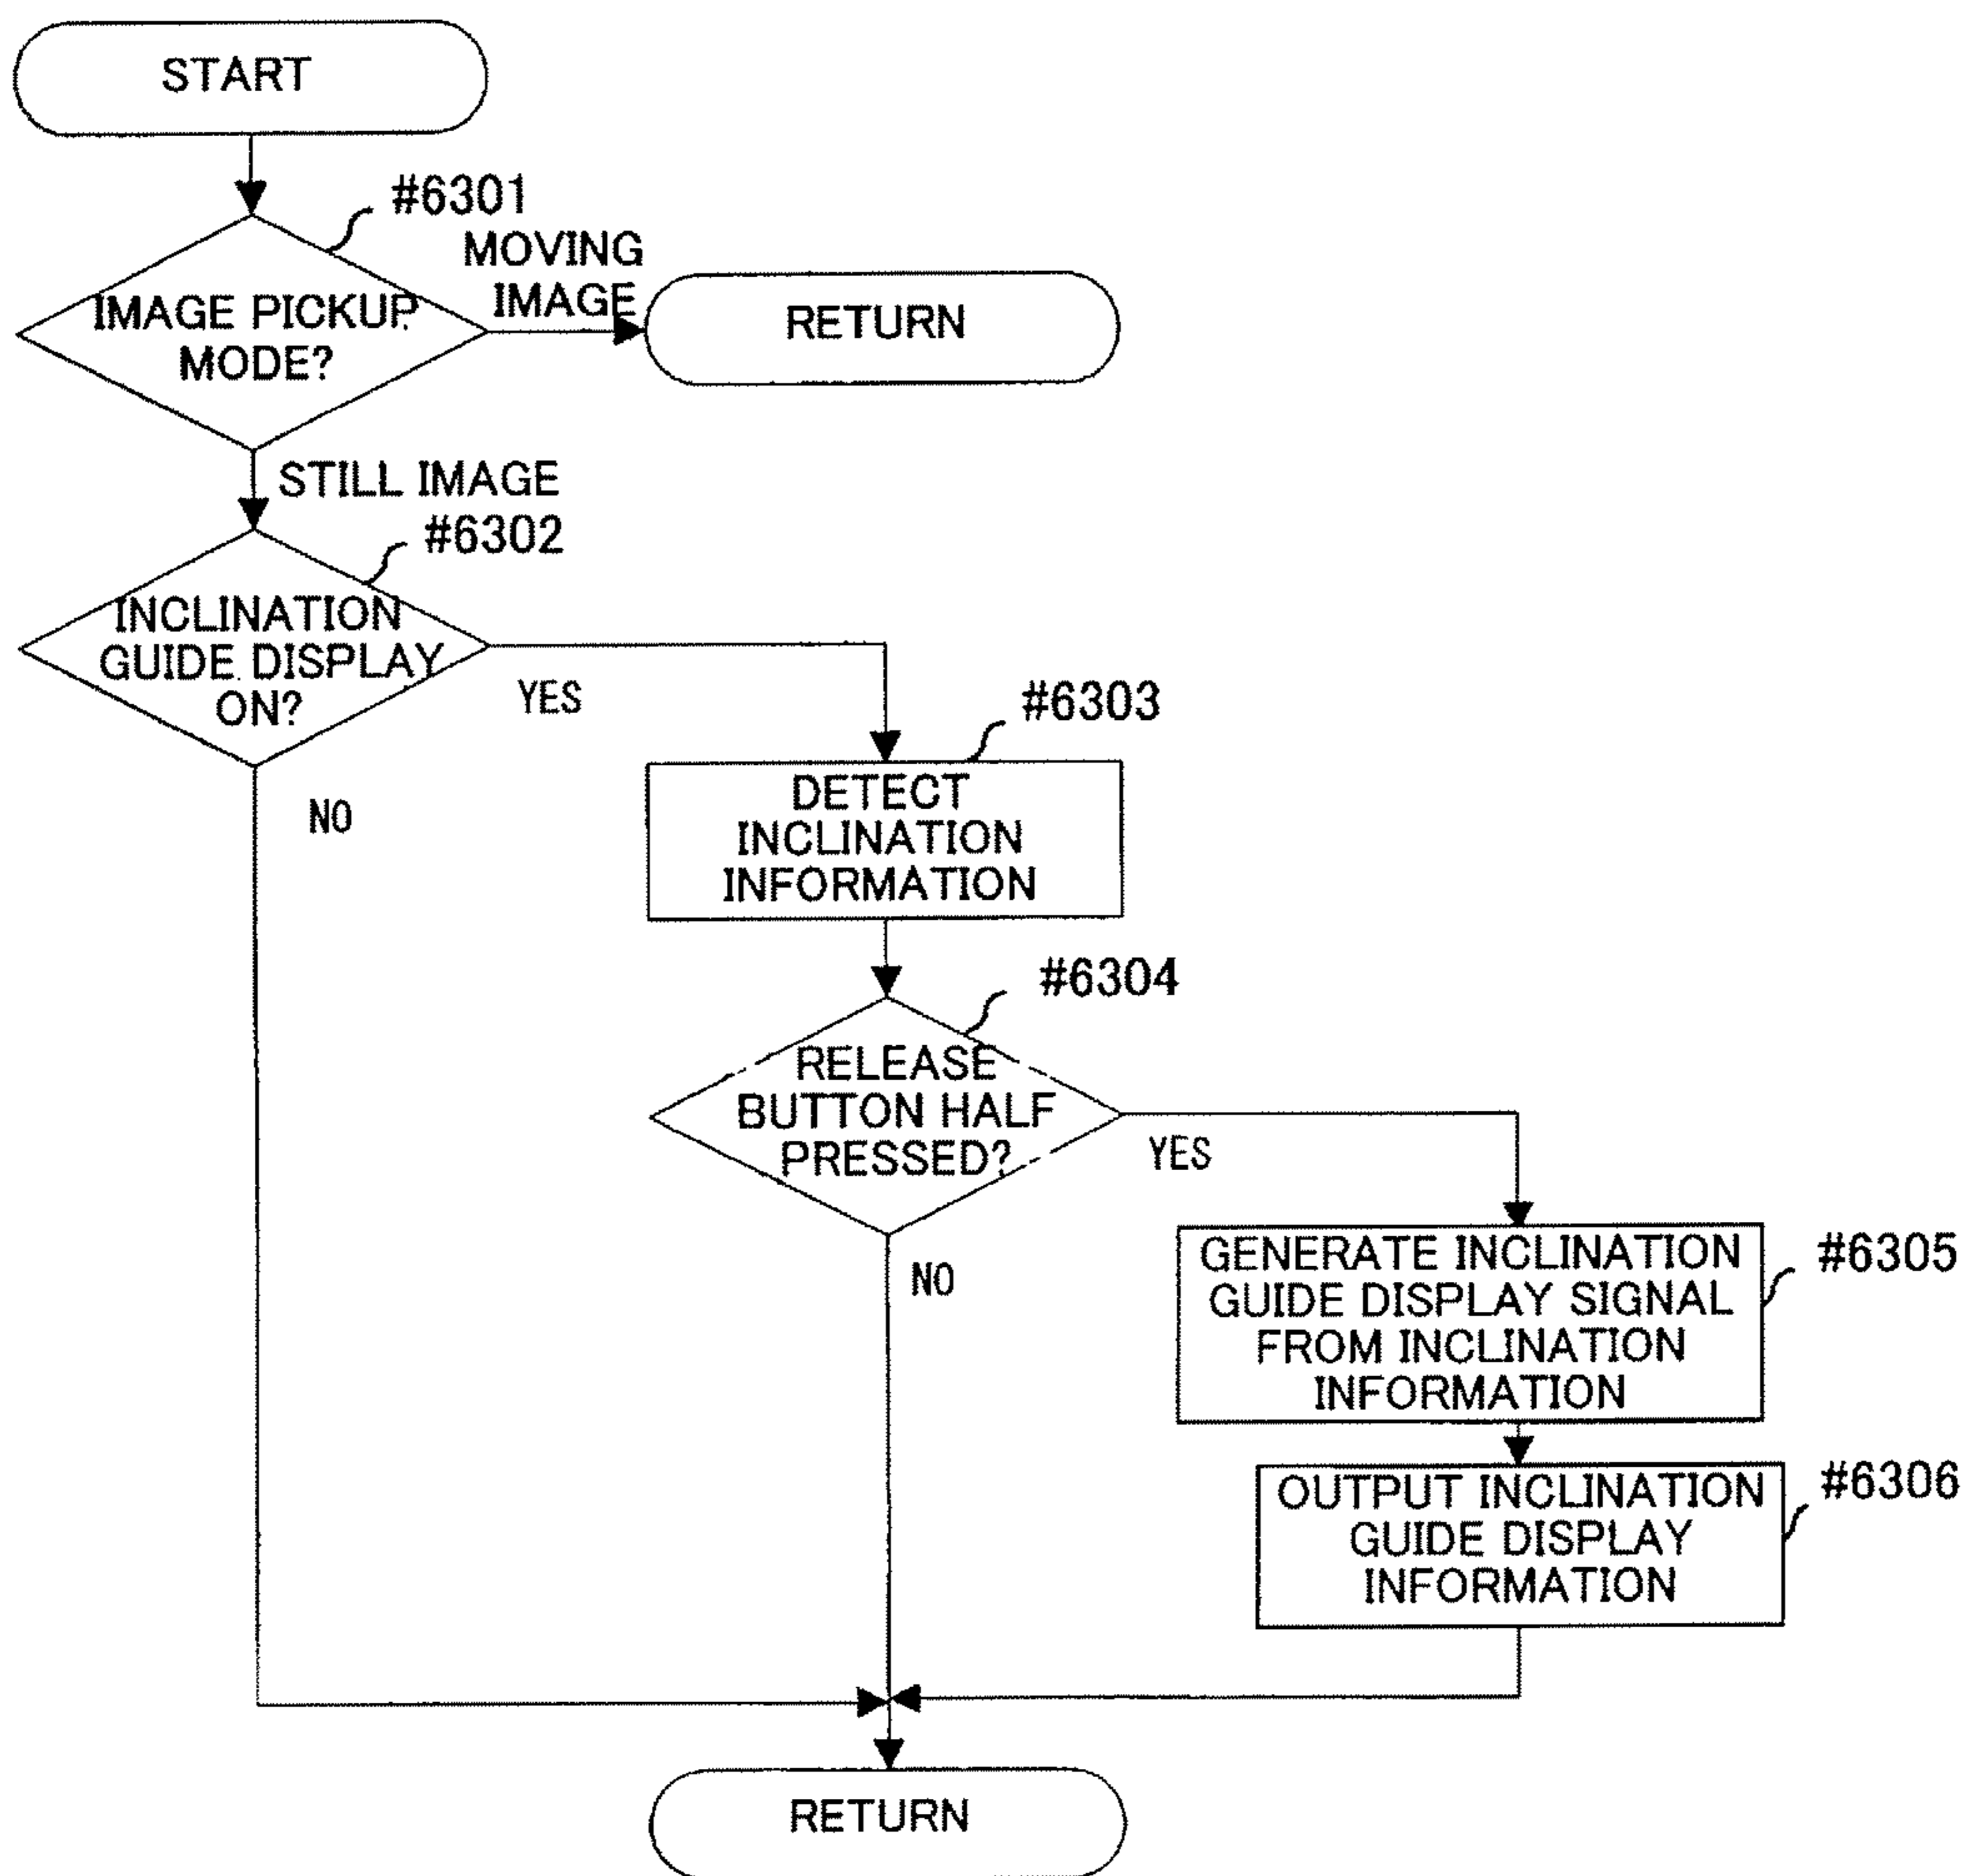 START
#6301
MOVING
IMAGE
IMAGE PICKUP
MODE?
RETURN
STILL IMAGE
#6302
INCLINATION
GUIDE DISPLAY
ON?
YES
NO
#6303
DETECT
INCLINATION
INFORMATION
#6304
RELEASE
BUTTON HALF
PRESSED?
YES
NO
GENERATE INCLINATION
GUIDE DISPLAY SIGNAL
FROM INCLINATION
INFORMATION
#6305
OUTPUT INCLINATION
GUIDE DISPLAY
INFORMATION
#6306
RETURN